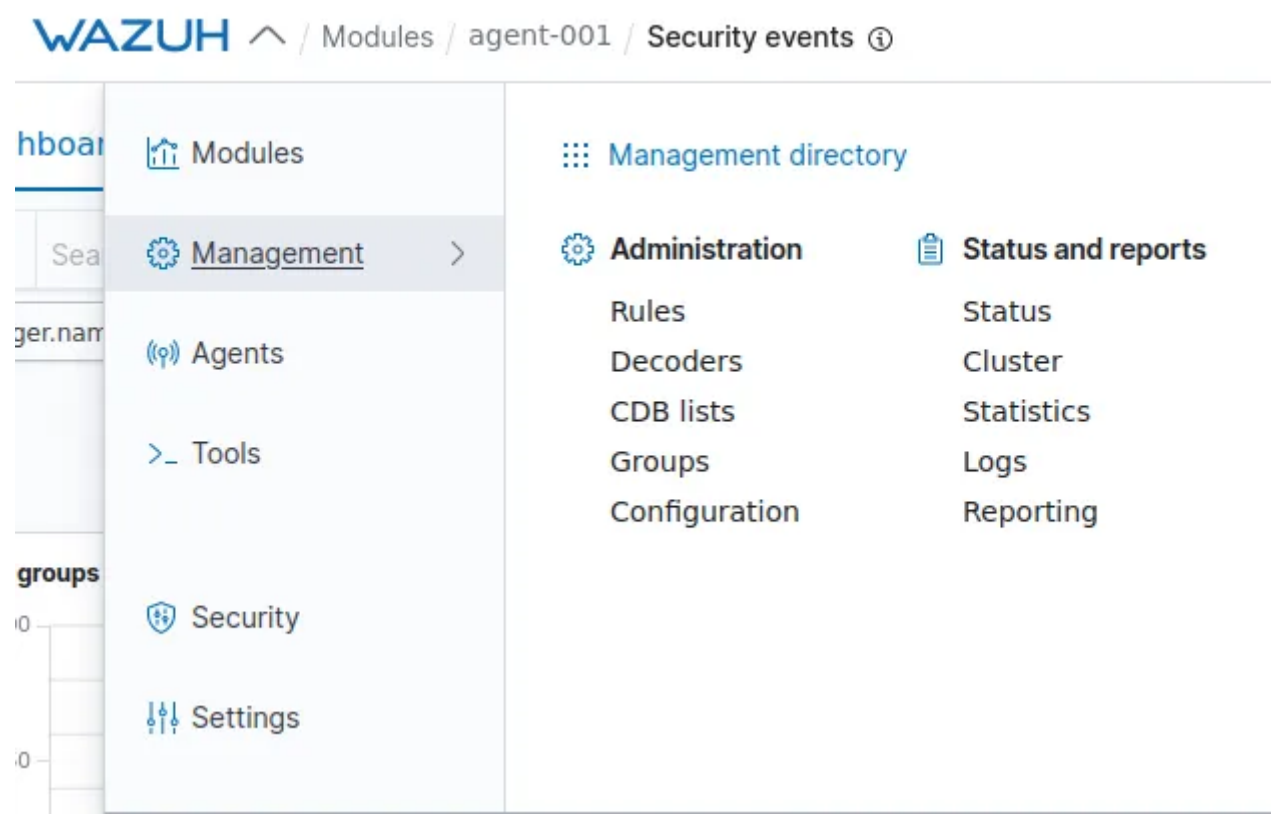 WAZUH / Modules / agent-001 / Security events
hboar
Sea
ger.nam
groups
Modules
Management
Agents
Tools
Security
Settings
Management directory
Administration
Rules
Decoders
CDB lists
Groups
Configuration
Status and reports
Status
Cluster
Statistics
Logs
Reporting